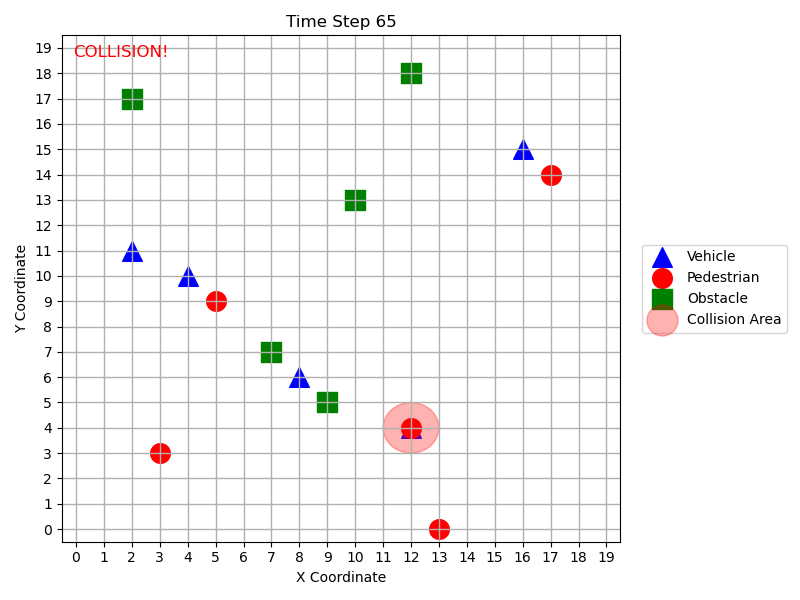 Time Step 65
COLLISION!
19
18
17
16
15
14
13
12
11
10
9
8
7
6
5
4
3
2
1
0
Y Coordinate
0 1 2 3 4 5 6 7 8 9 10 11 12 13 14 15 16 17 18 19
X Coordinate
Vehicle
Pedestrian
Obstacle
Collision Area